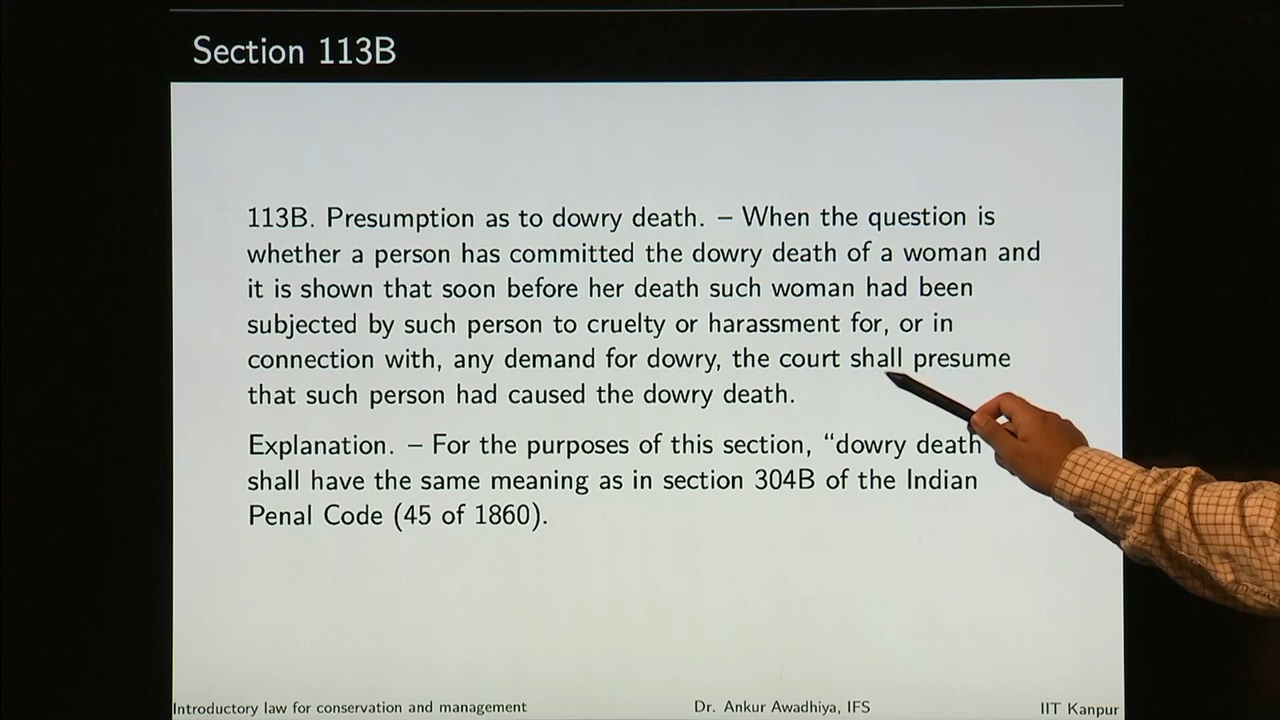 Section 113B
113B. Presumption as to dowry death. – When the question is
whether a person has committed the dowry death of a woman and
it is shown that soon before her death such woman had been
subjected by such person to cruelty or harassment for, or in
connection with, any demand for dowry, the court shall presume
that such person had caused the dowry death.
Explanation. – For the purposes of this section, “dowry death
shall have the same meaning as in section 304B of the Indian
Penal Code (45 of 1860).
Introductory law for conservation and management Dr. Ankur Awadhiya, IFS IIT Kanpur